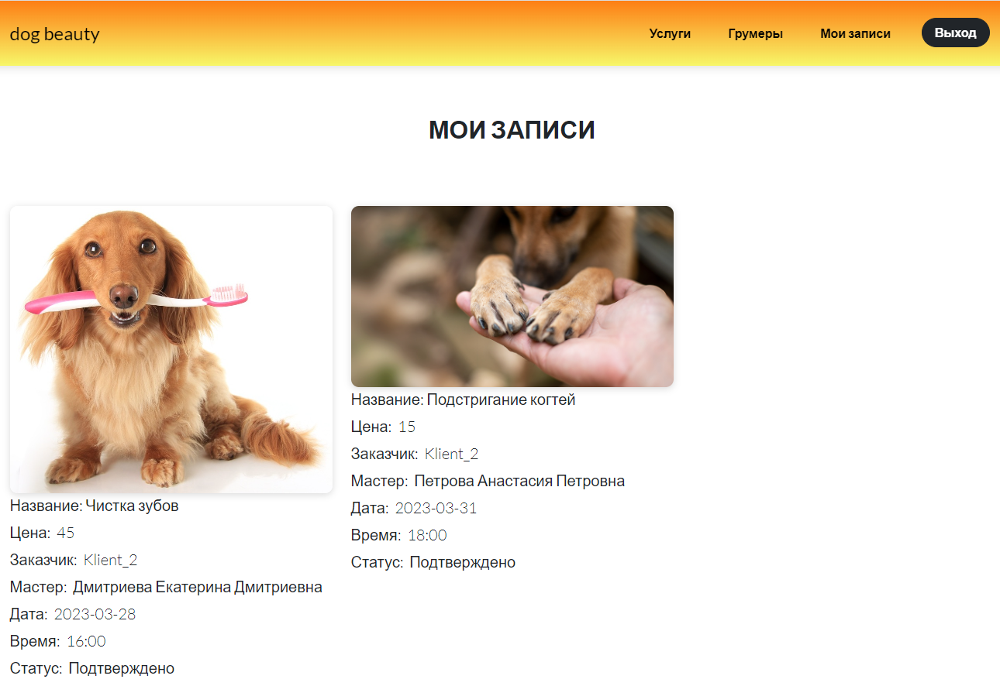 dog beauty
Услуги
Грумеры
Мои записи
Выход
МОИ ЗАПИСИ
Название: Чистка зубов
Цена: 45
Заказчик: Klient_2
Мастер: Дмитриева Екатерина Дмитриевна
Дата: 2023-03-28
Время: 16:00
Статус: Подтверждено
Название: Подстригание когтей
Цена: 15
Заказчик: Klient_2
Мастер: Петрова Анастасия Петровна
Дата: 2023-03-31
Время: 18:00
Статус: Подтверждено